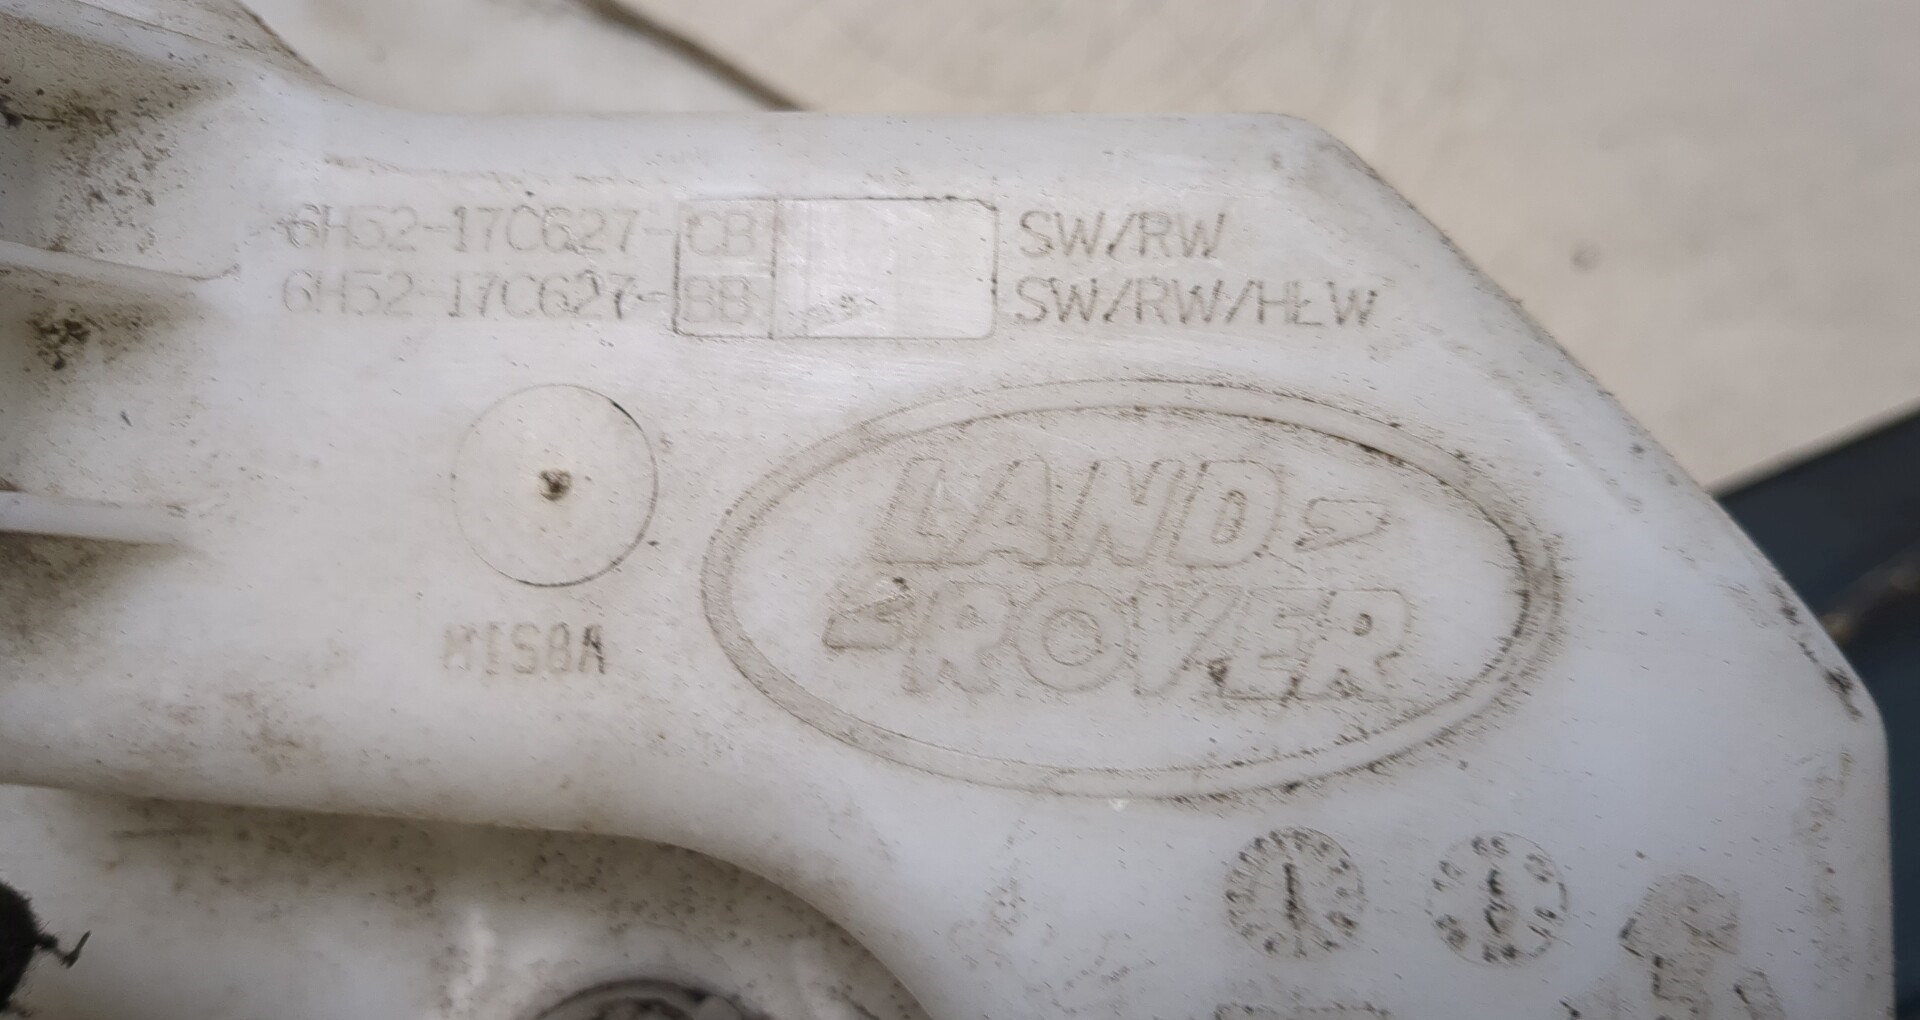 6H52-17C627-CB SW/RW
6H52-17C627-BB SW/RW/HLW
LAND
ROVER